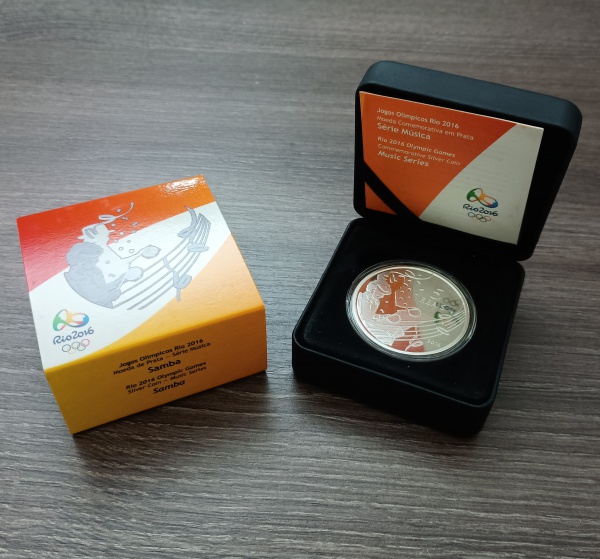 Rio2016
Jogos Olímpicos Rio 2016
Moeda de Prata – Série Música
Samba
Rio 2016 Olympic Games
Silver Coin – Music Series
Samba
Jogos Olímpicos Rio 2016
Moeda Comemorativa em Prata
Série Música
Rio 2016 Olympic Games
Commemorative Silver Coin
Music Series
Rio2016